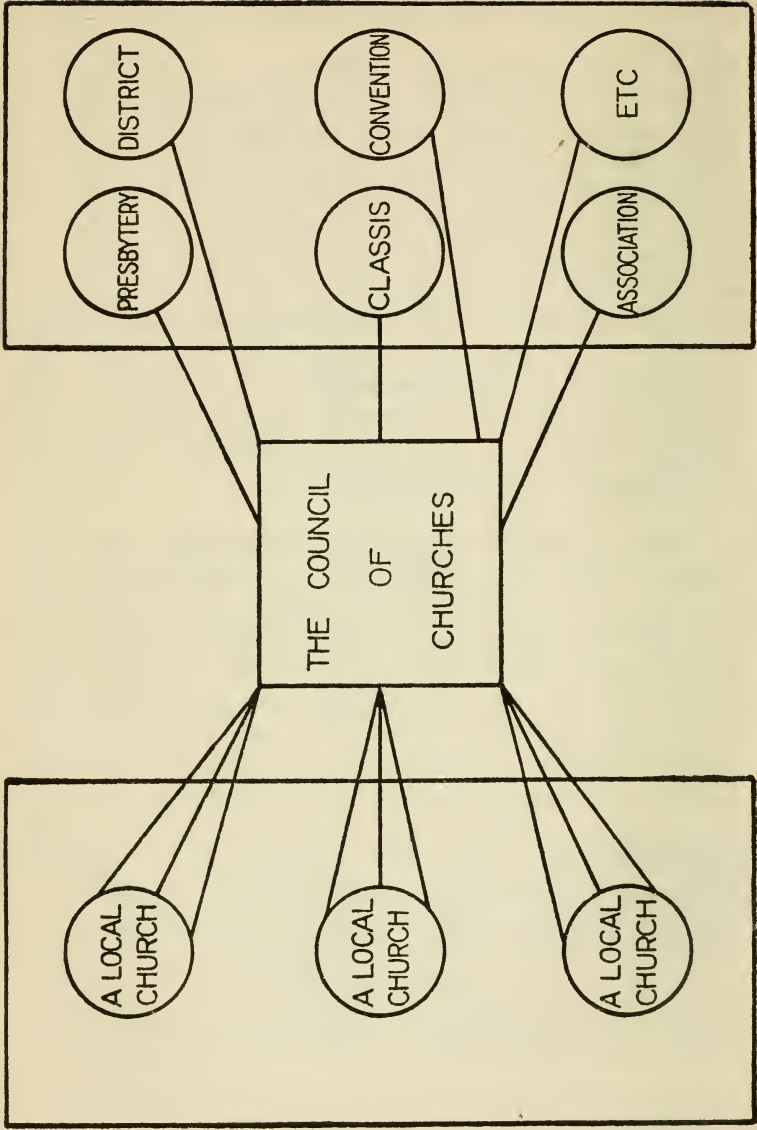 A LOCAL
CHURCH
A LOCAL
CHURCH
A LOCAL
CHURCH
THE COUNCIL
OF
CHURCHES
PRESBYTERY
DISTRICT
CLASSIS
CONVENTION
ASSOCIATION
ETC